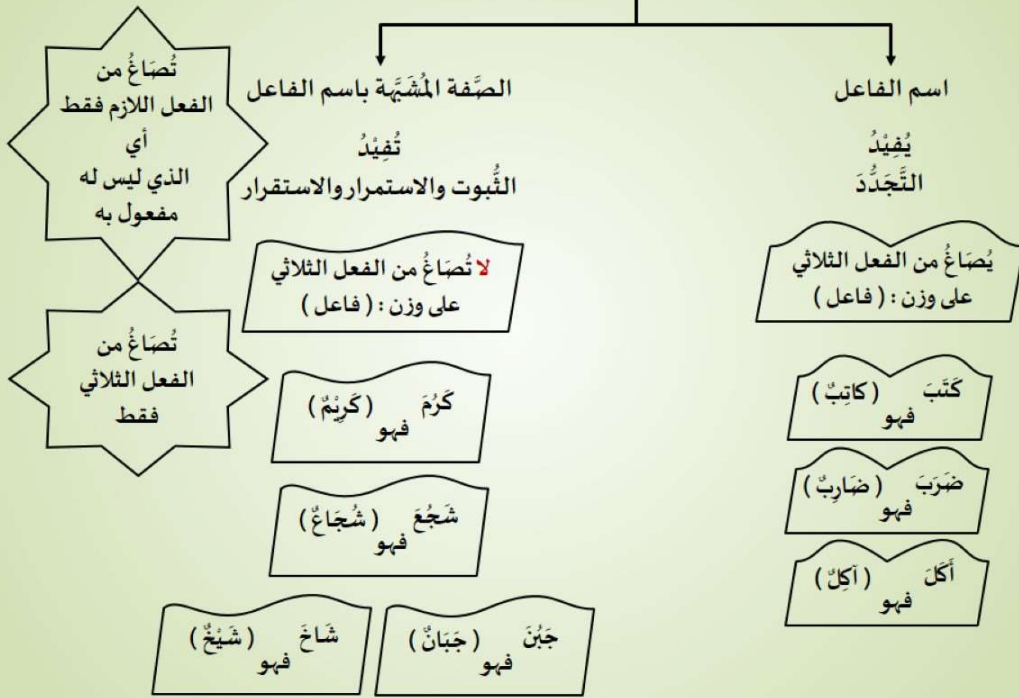 اسم الفاعل
يُفِيْدُ
التَّجَدُّدَ
يُصَاغُ من الفعل الثلاثي
على وزن : ( فاعل )
كَتَبَ فهو ( كاتِبٌ )
ضَرَبَ فهو ( ضَارِبٌ )
أَكَلَ فهو ( آكِلٌ )
الصَّفة المُشَبَّهة باسم الفاعل
تُفِيْدُ
الثُّبوت والاستمرار والاستقرار
لا تُصَاغُ من الفعل الثلاثي
على وزن : ( فاعل )
كَرُمَ فهو ( كَرِيْمٌ )
شَجُعَ فهو ( شُجَاعٌ )
جَبُنَ فهو ( جَبَانٌ )
شَاخَ فهو ( شَيْخٌ )
تُصَاغُ من
الفعل اللازم فقط
أي
الذي ليس له
مفعول به
تُصَاغُ من
الفعل الثلاثي
فقط